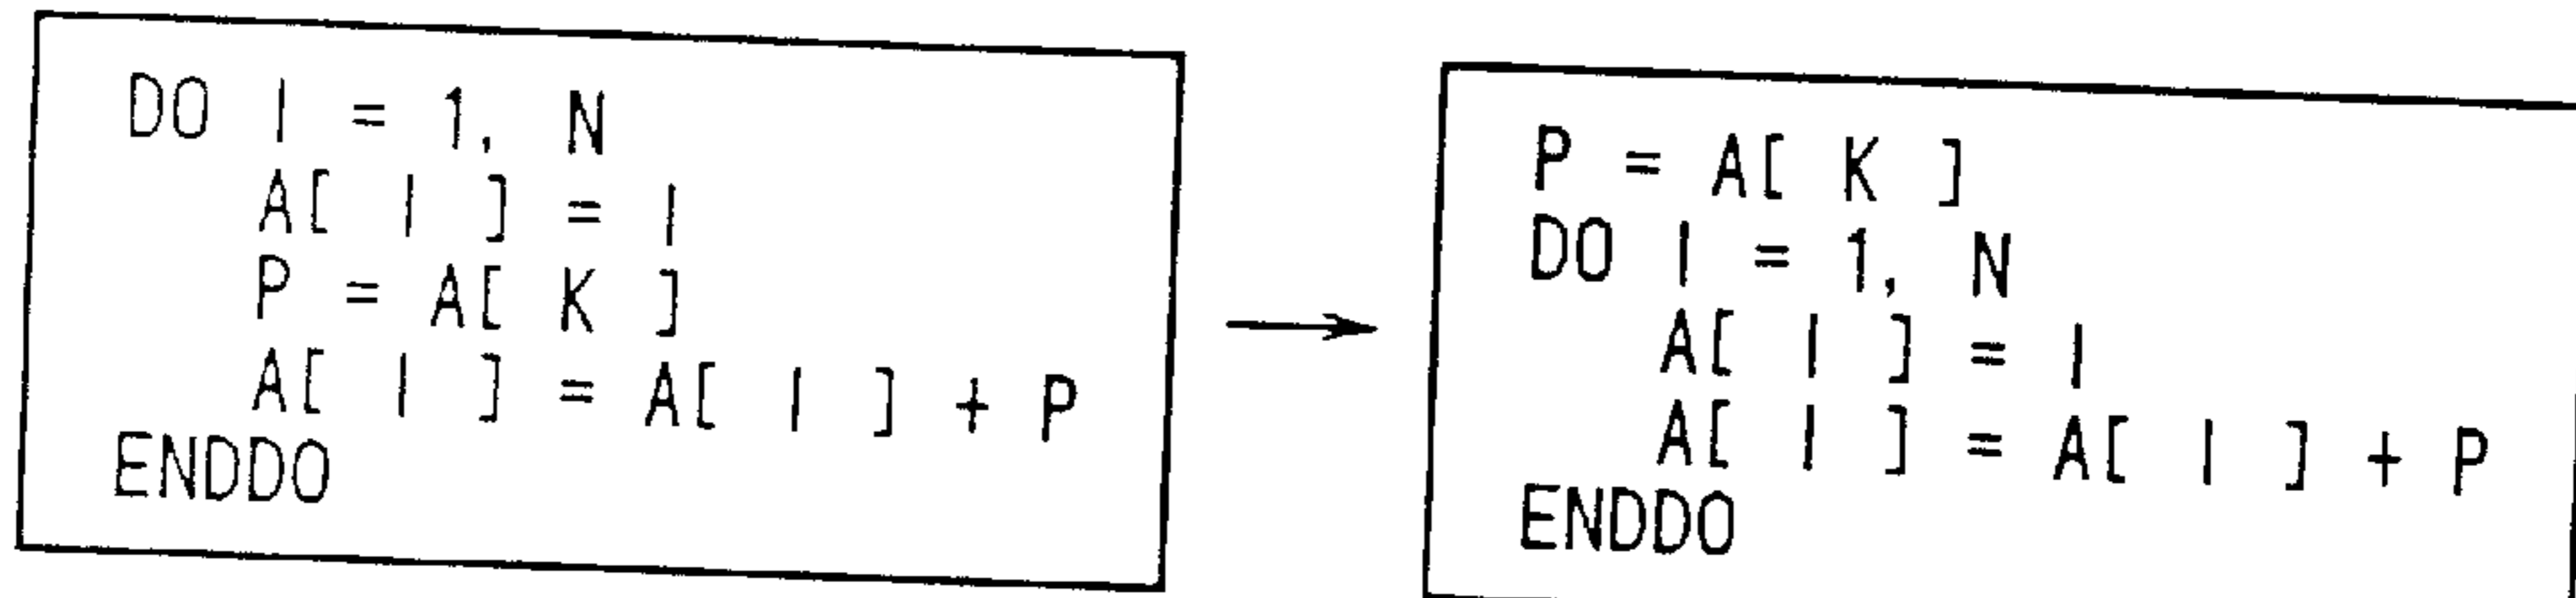 DO I = 1, N
A[ I ] = I
P = A[ K ]
A[ I ] = A[ I ] + P
ENDDO
P = A[ K ]
DO I = 1, N
A[ I ] = I
A[ I ] = A[ I ] + P
ENDDO